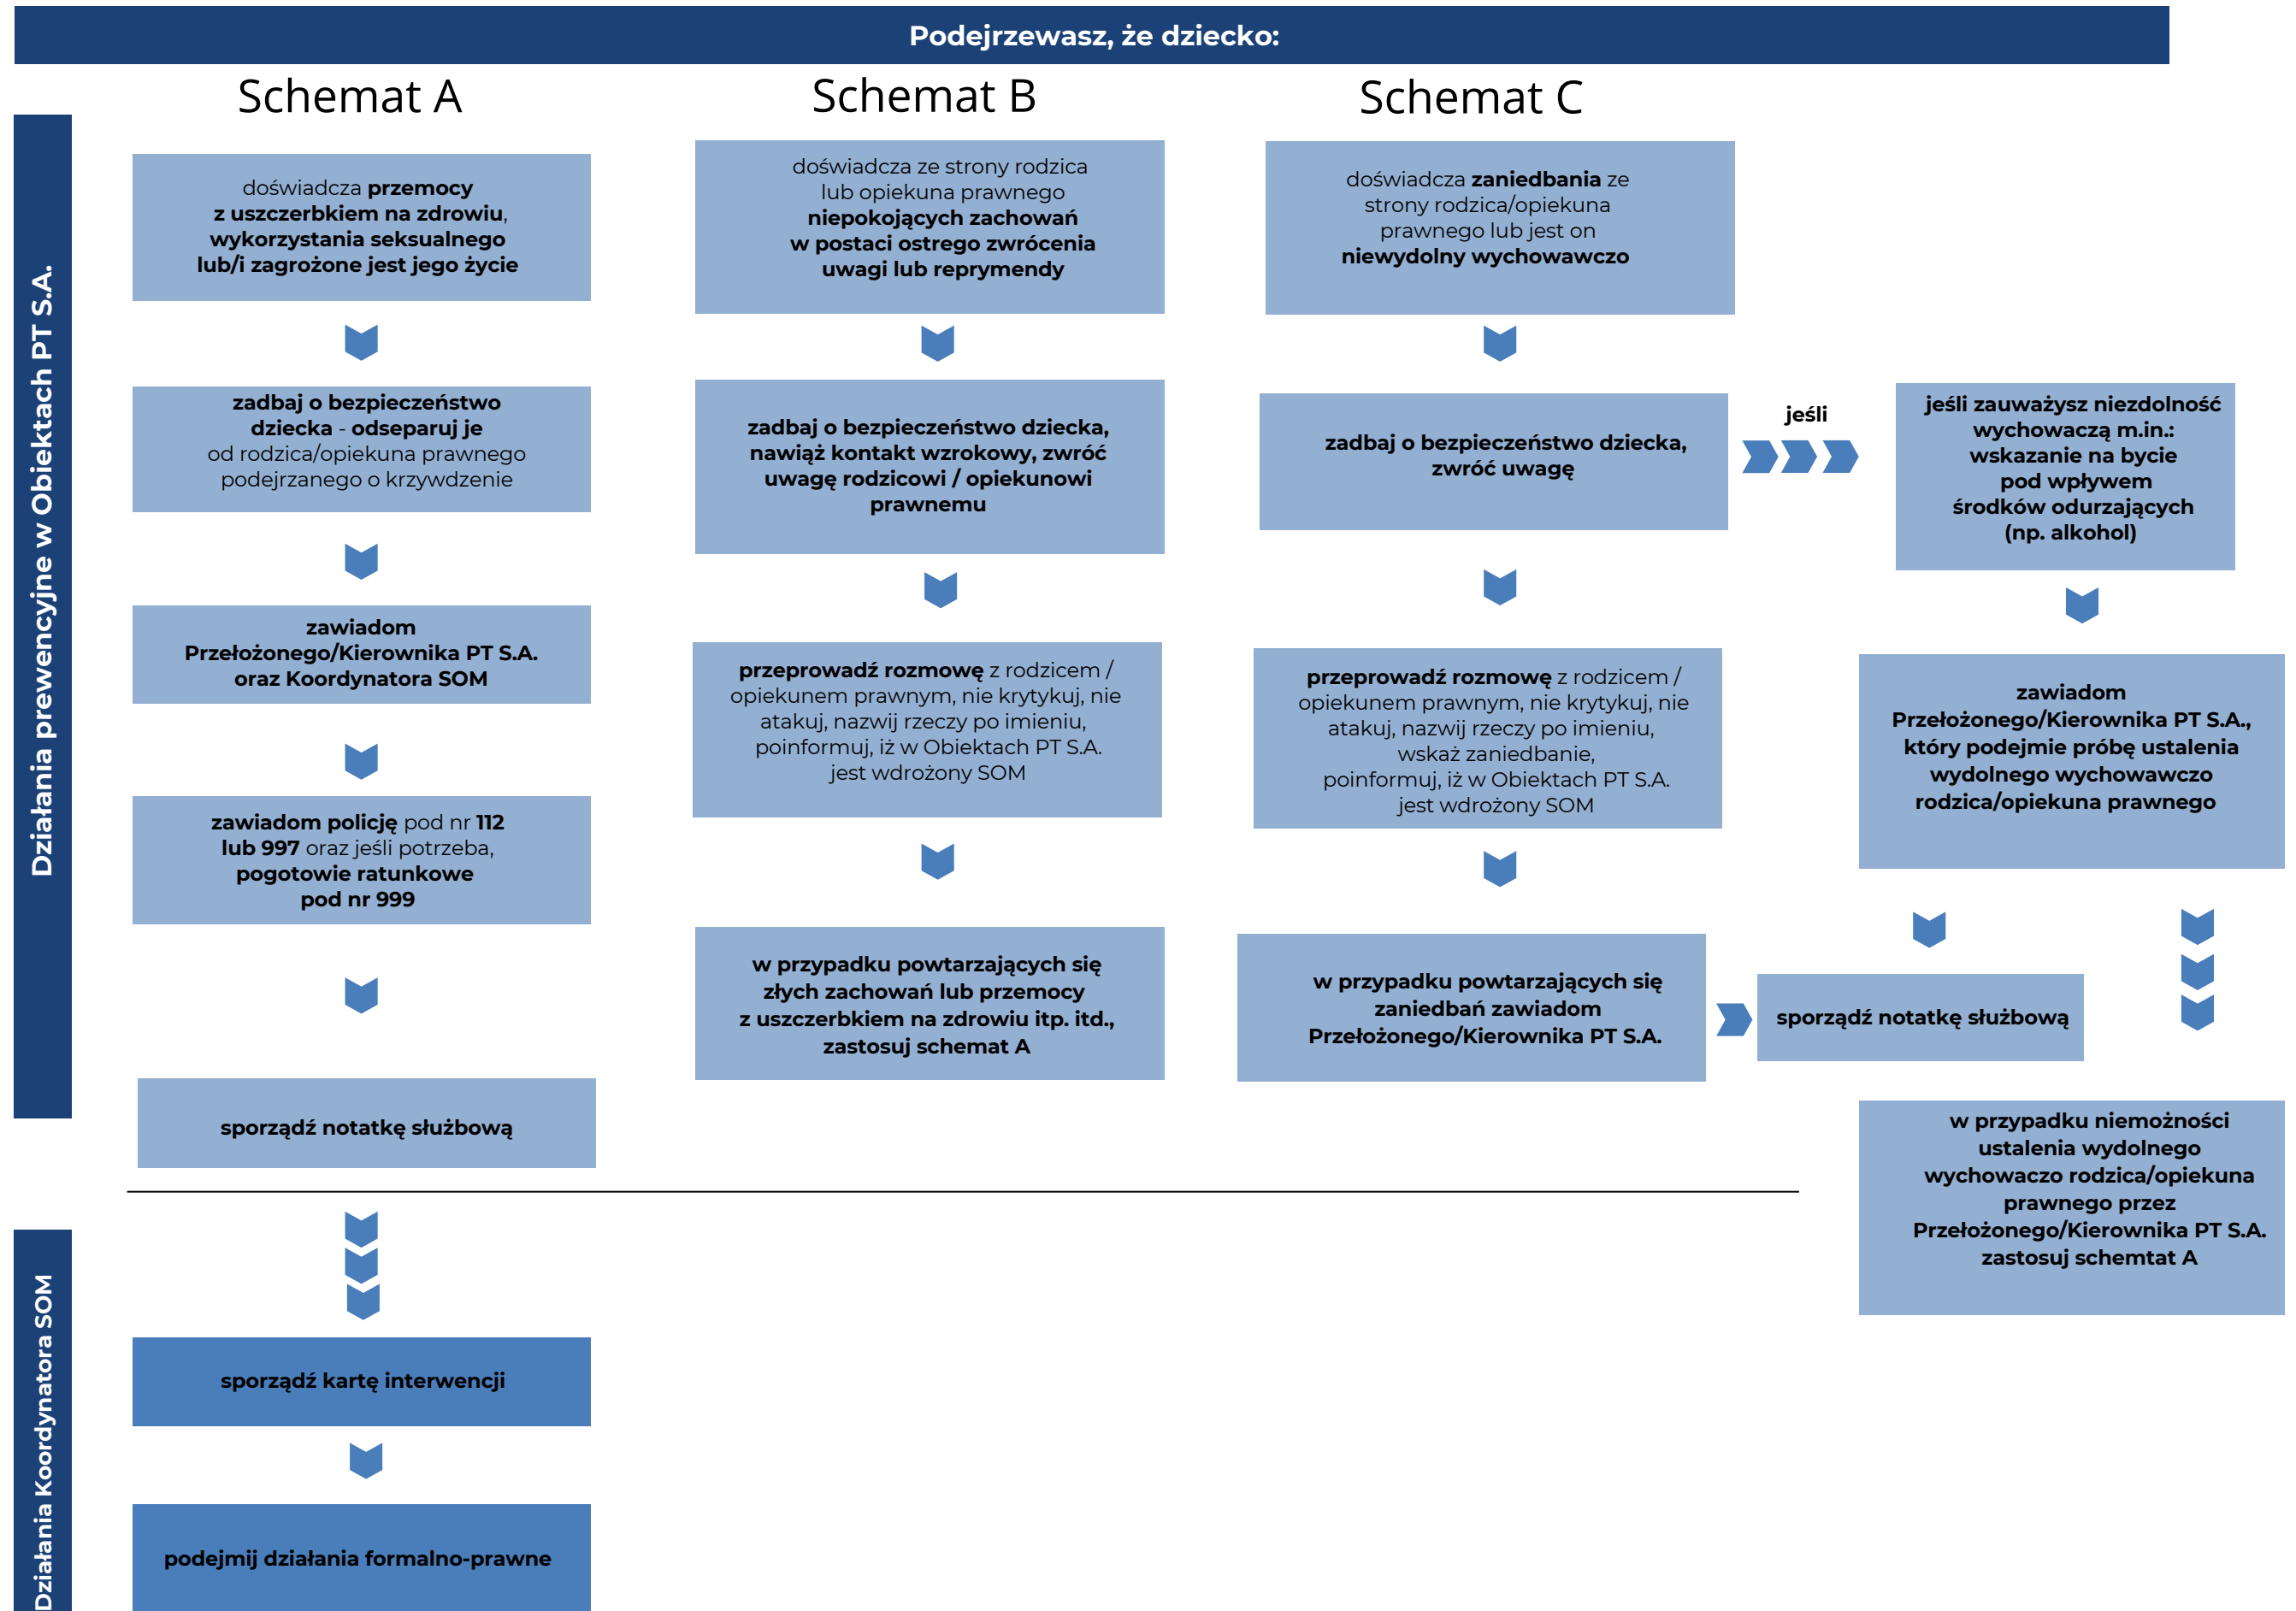 Podejrzewasz, że dziecko:
Działania prewencyjne w Obiektach PT S.A.
Schemat A
doświadcza przemocy
z uszczerbkiem na zdrowiu,
wykorzystania seksualnego
lub/i zagrożone jest jego życie
zadbaj o bezpieczeństwo
dziecka - odseparuj je
od rodzica/opiekuna prawnego
podejrzanego o krzywdzenie
zawiadom
Przełożonego/Kierownika PT S.A.
oraz Koordynatora SOM
zawiadom policję pod nr 112
lub 997 oraz jeśli potrzeba,
pogotowie ratunkowe
pod nr 999
sporządź notatkę służbową
Schemat B
doświadcza ze strony rodzica
lub opiekuna prawnego
niepokojących zachowań
w postaci ostrego zwrócenia
uwagi lub reprymendy
zadbaj o bezpieczeństwo dziecka,
nawiąż kontakt wzrokowy, zwróć
uwagę rodzicowi / opiekunowi
prawnemu
przeprowadź rozmowę z rodzicem /
opiekunem prawnym, nie krytykuj, nie
atakuj, nazwij rzeczy po imieniu,
poinformuj, iż w Obiektach PT S.A.
jest wdrożony SOM
w przypadku powtarzających się
złych zachowań lub przemocy
z uszczerbkiem na zdrowiu itp. itd.,
zastosuj schemat A
Schemat C
doświadcza zaniedbania ze
strony rodzica/opiekuna
prawnego lub jest on
niewydolny wychowawczo
zadbaj o bezpieczeństwo dziecka,
zwróć uwagę
przeprowadź rozmowę z rodzicem /
opiekunem prawnym, nie krytykuj, nie
atakuj, nazwij rzeczy po imieniu,
wskaż zaniedbanie,
poinformuj, iż w Obiektach PT S.A.
jest wdrożony SOM
w przypadku powtarzających się
zaniedbań zawiadom
Przełożonego/Kierownika PT S.A.
jeśli
jeśli zauważysz niezdolność
wychowaczą m.in.:
wskazanie na bycie
pod wpływem
środków odurzających
(np. alkohol)
zawiadom
Przełożonego/Kierownika PT S.A.,
który podejmie próbę ustalenia
wydolnego wychowawczo
rodzica/opiekuna prawnego
sporządź notatkę służbową
w przypadku niemożności
ustalenia wydolnego
wychowaczo rodzica/opiekuna
prawnego przez
Przełożonego/Kierownika PT S.A.
zastosuj schemtat A
Działania Koordynatora SOM
sporządź kartę interwencji
podejmij działania formalno-prawne